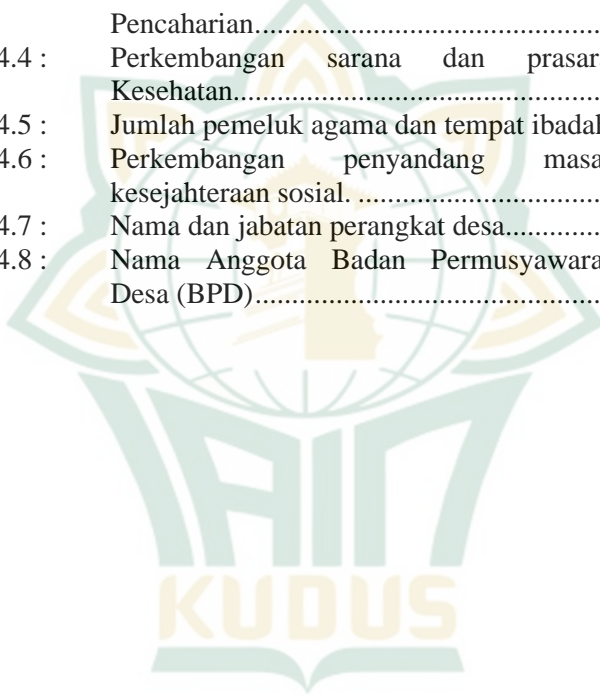 Pencaharian..........................................................
4.4 : Perkembangan sarana dan prasar
Kesehatan.............................................................
4.5 : Jumlah pemeluk agama dan tempat ibadah
4.6 : Perkembangan penyandang masa
kesejahteraan sosial. .........................................
4.7 : Nama dan jabatan perangkat desa................
4.8 : Nama Anggota Badan Permusyawara
Desa (BPD)..........................................................
IAIN
KUDUS